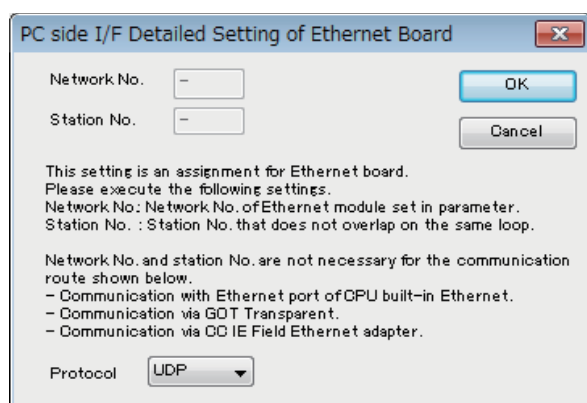 PC side I/F Detailed Setting of Ethernet Board
Network No. –
OK
Station No. –
Cancel
This setting is an assignment for Ethernet board.
Please execute the following settings.
Network No.: Network No. of Ethernet module set in parameter.
Station No. : Station No. that does not overlap on the same loop.
Network No. and station No. are not necessary for the communication
route shown below.
– Communication with Ethernet port of CPU built-in Ethernet.
– Communication via GOT Transparent.
– Communication via CC IE Field Ethernet adapter.
Protocol UDP